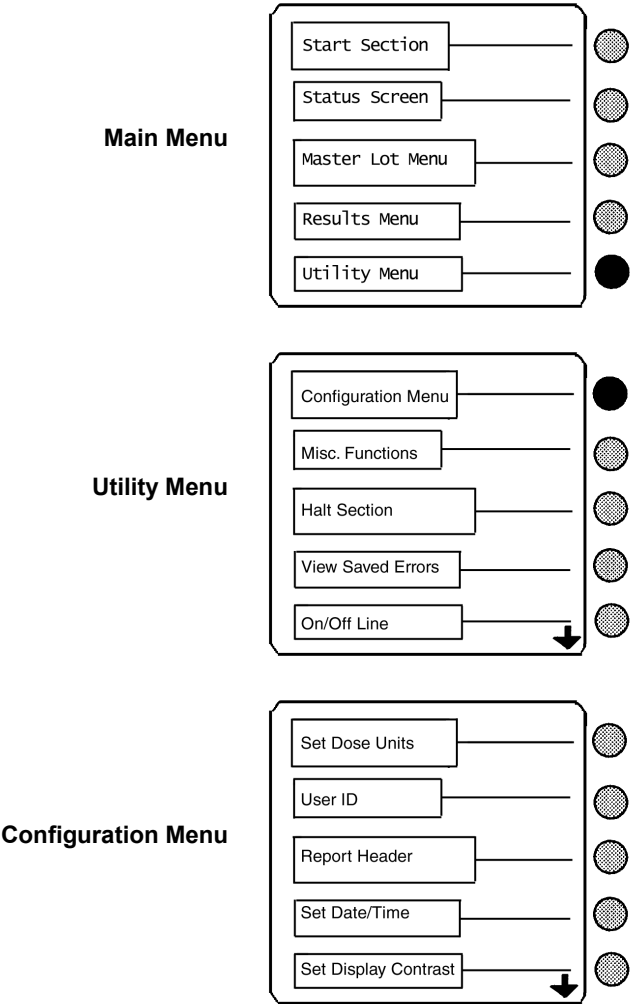 Main Menu
Start Section
Status Screen
Master Lot Menu
Results Menu
Utility Menu
Utility Menu
Configuration Menu
Misc. Functions
Halt Section
View Saved Errors
On/Off Line
Configuration Menu
Set Dose Units
User ID
Report Header
Set Date/Time
Set Display Contrast